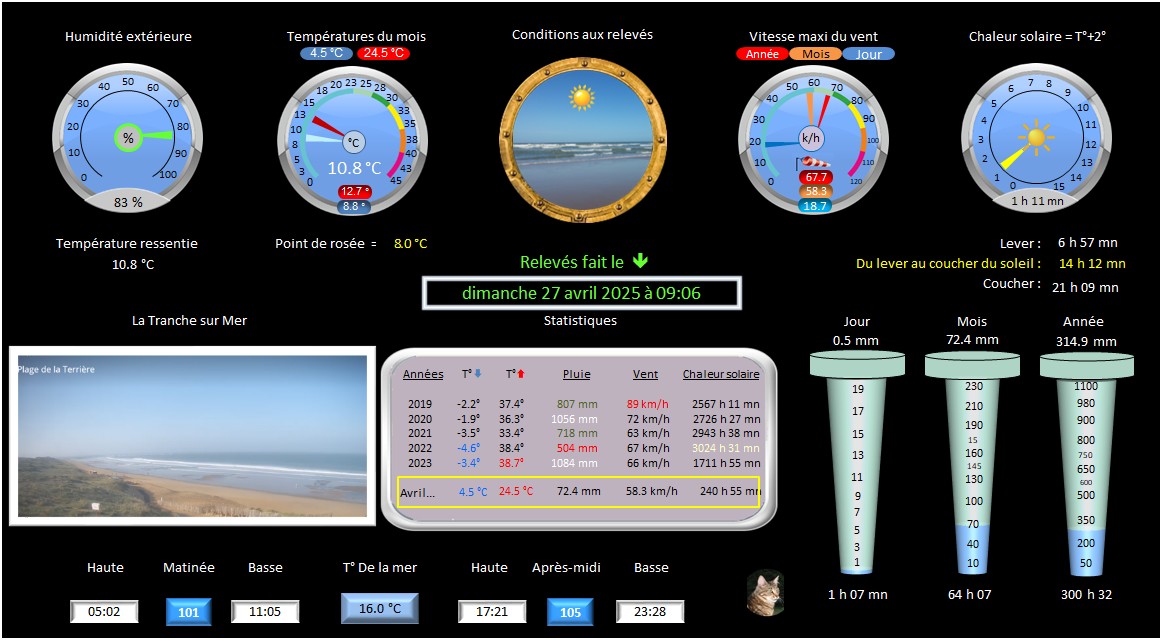 Humidité extérieure
Températures du mois
4.5 °C 24.5 °C
Conditions aux relevés
Vitesse maxi du vent
Année Mois Jour
Chaleur solaire = T°+2°
0 10 20 30 40 50 60 70 80 90 100
%
83 %
0 3 5 8 10 13 15 18 20 23 25 28 30 33 35 38 40 43 45
°C
10.8 °C
12.7 °
8.8 °
0 10 20 30 40 50 60 70 80 90 100 110 120
k/h
67.7
58.3
18.7
0 1 2 3 4 5 6 7 8 9 10 11 12 13 14 15
1 h 11 mn
Température ressentie
10.8 °C
Point de rosée = 8.0 °C
Lever : 6 h 57 mn
Du lever au coucher du soleil : 14 h 12 mn
Coucher : 21 h 09 mn
Relevés fait le
dimanche 27 avril 2025 à 09:06
La Tranche sur Mer
Plage de la Terrière
Statistiques
Années T° T° Pluie Vent Chaleur solaire
2019 -2.2° 37.4° 807 mm 89 km/h 2567 h 11 mn
2020 -1.9° 36.3° 1056 mm 72 km/h 2726 h 27 mn
2021 -3.5° 33.4° 718 mm 63 km/h 2943 h 38 mn
2022 -4.6° 38.4° 504 mm 67 km/h 3024 h 31 mn
2023 -3.4° 38.7° 1084 mm 66 km/h 1711 h 55 mn
Avril... 4.5 °C 24.5 °C 72.4 mm 58.3 km/h 240 h 55 mn
Jour
0.5 mm
19
17
15
13
11
9
7
5
3
1
1 h 07 mn
Mois
72.4 mm
230
210
190
15
160
145
130
100
70
40
10
64 h 07
Année
314.9 mm
1100
980
900
800
750
650
600
500
350
200
50
300 h 32
Haute Matinée Basse T° De la mer Haute Après-midi Basse
05:02 101 11:05 16.0 °C 17:21 105 23:28